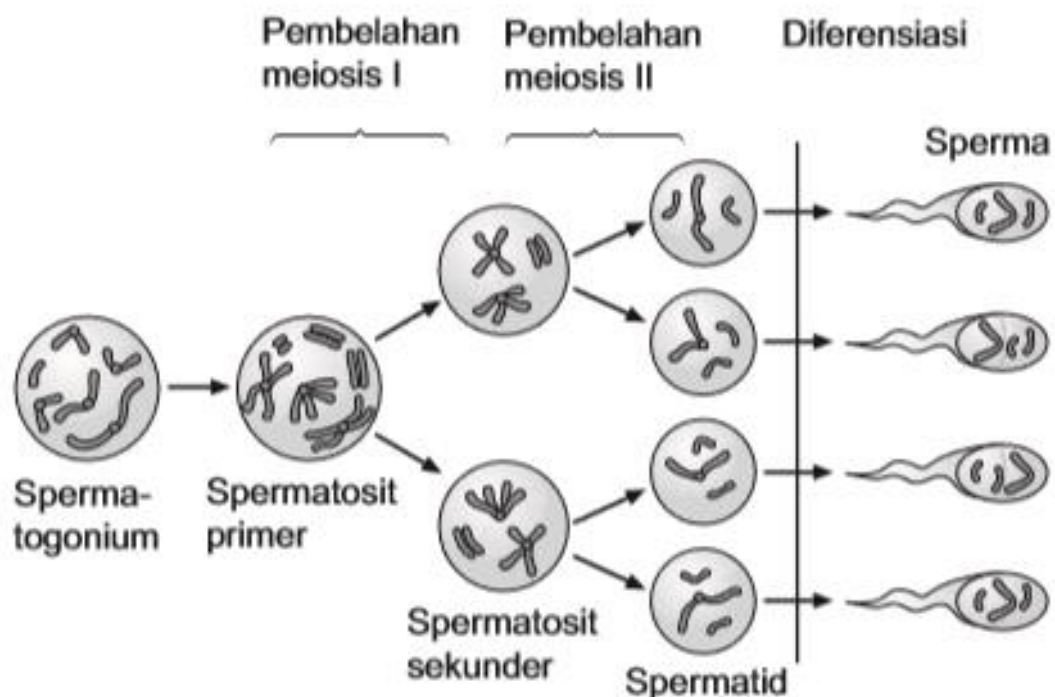 Pembelahan
meiosis I
Pembelahan
meiosis II
Diferensiasi
Sperma
Sperma-
togonium
Spermatosit
primer
Spermatosit
sekunder
Spermatid